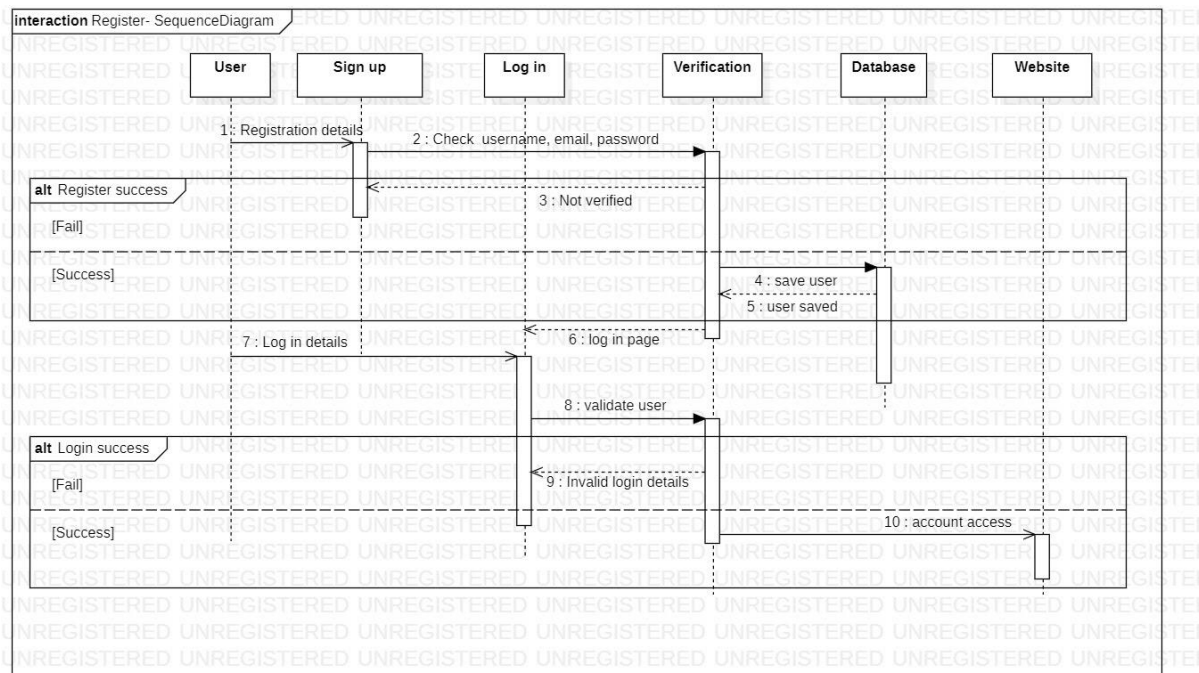 interaction Register- SequenceDiagram
User
Sign up
Log in
Verification
Database
Website
1 : Registration details
2 : Check username, email, password
alt Register success
3 : Not verified
[Fail]
[Success]
4 : save user
5 : user saved
6 : log in page
7 : Log in details
8 : validate user
alt Login success
9 : Invalid login details
[Fail]
10 : account access
[Success]
UNREGISTERED